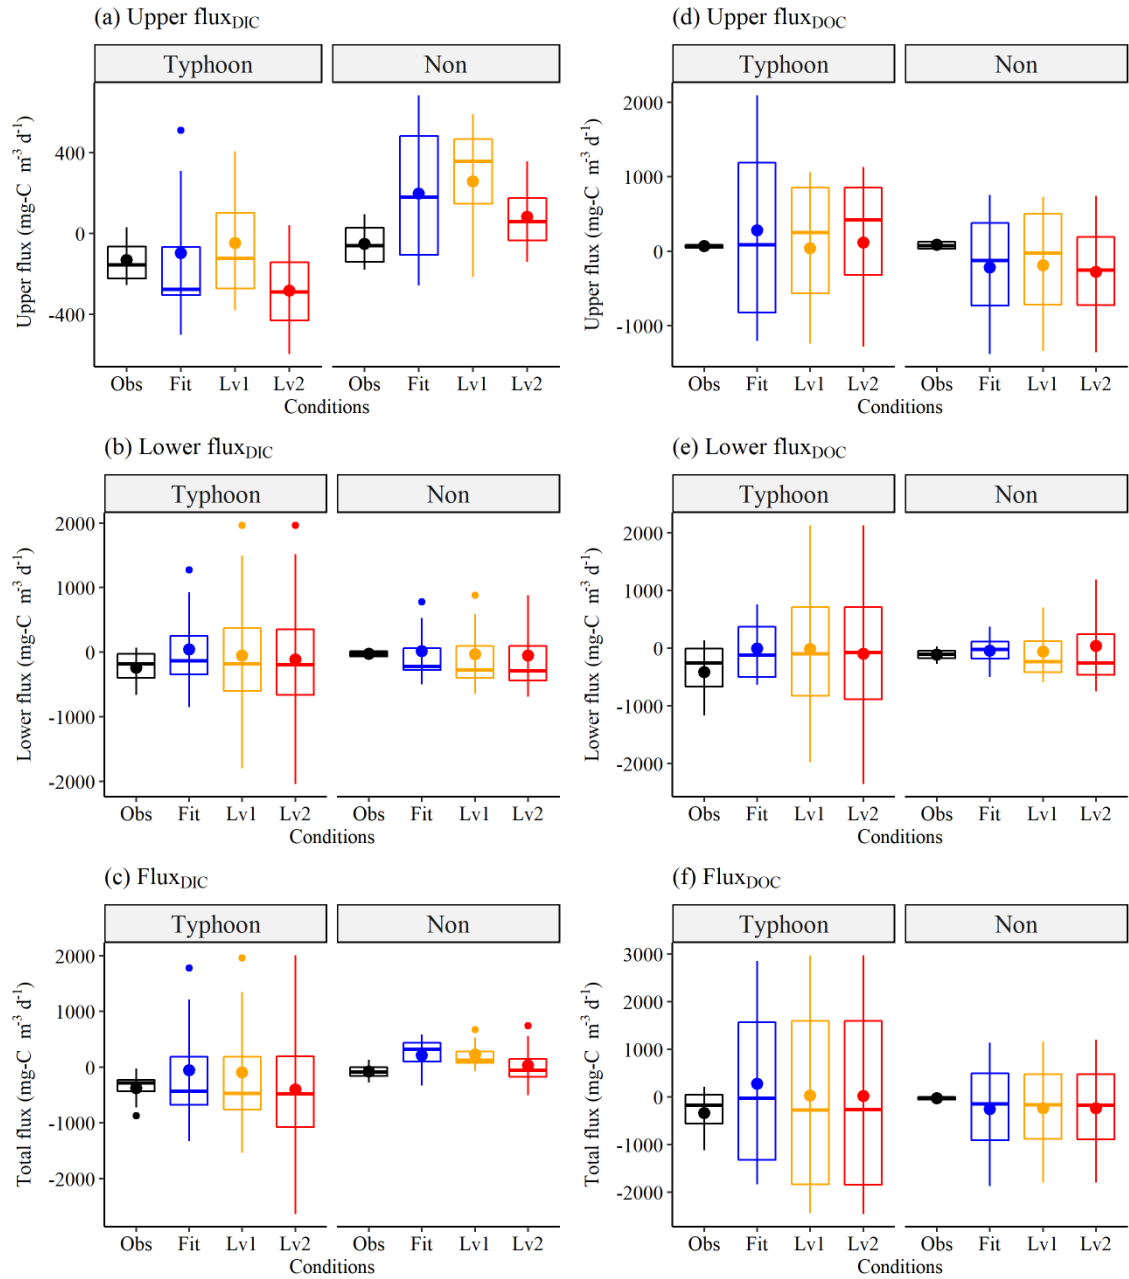 (a) Upper flux_DIC
Typhoon Non
Upper flux (mg-C m⁻³ d⁻¹)
400
0
-400
Obs Fit Lv1 Lv2 Obs Fit Lv1 Lv2
Conditions
(d) Upper flux_DOC
Typhoon Non
Upper flux (mg-C m⁻³ d⁻¹)
2000
1000
0
-1000
Obs Fit Lv1 Lv2 Obs Fit Lv1 Lv2
Conditions
(b) Lower flux_DIC
Typhoon Non
Lower flux (mg-C m⁻³ d⁻¹)
2000
1000
0
-1000
-2000
Obs Fit Lv1 Lv2 Obs Fit Lv1 Lv2
Conditions
(e) Lower flux_DOC
Typhoon Non
Lower flux (mg-C m⁻³ d⁻¹)
2000
1000
0
-1000
-2000
Obs Fit Lv1 Lv2 Obs Fit Lv1 Lv2
Conditions
(c) Flux_DIC
Typhoon Non
Total flux (mg-C m⁻³ d⁻¹)
2000
1000
0
-1000
-2000
Obs Fit Lv1 Lv2 Obs Fit Lv1 Lv2
Conditions
(f) Flux_DOC
Typhoon Non
Total flux (mg-C m⁻³ d⁻¹)
3000
2000
1000
0
-1000
-2000
Obs Fit Lv1 Lv2 Obs Fit Lv1 Lv2
Conditions